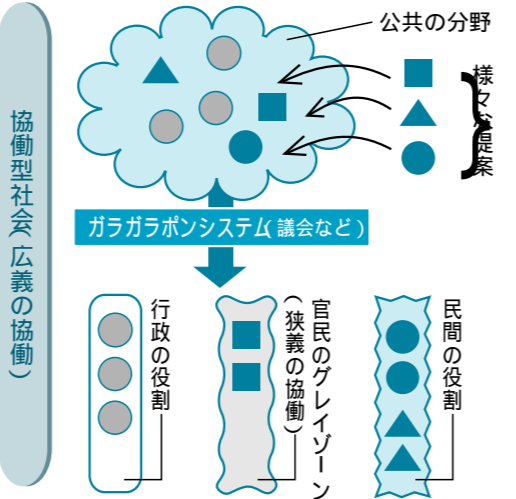 協働型社会(広義の協働)
公共の分野
様々な提案
ガラガラポンシステム(議会など)
行政の役割
官民のグレイゾーン
(狭義の協働)
民間の役割